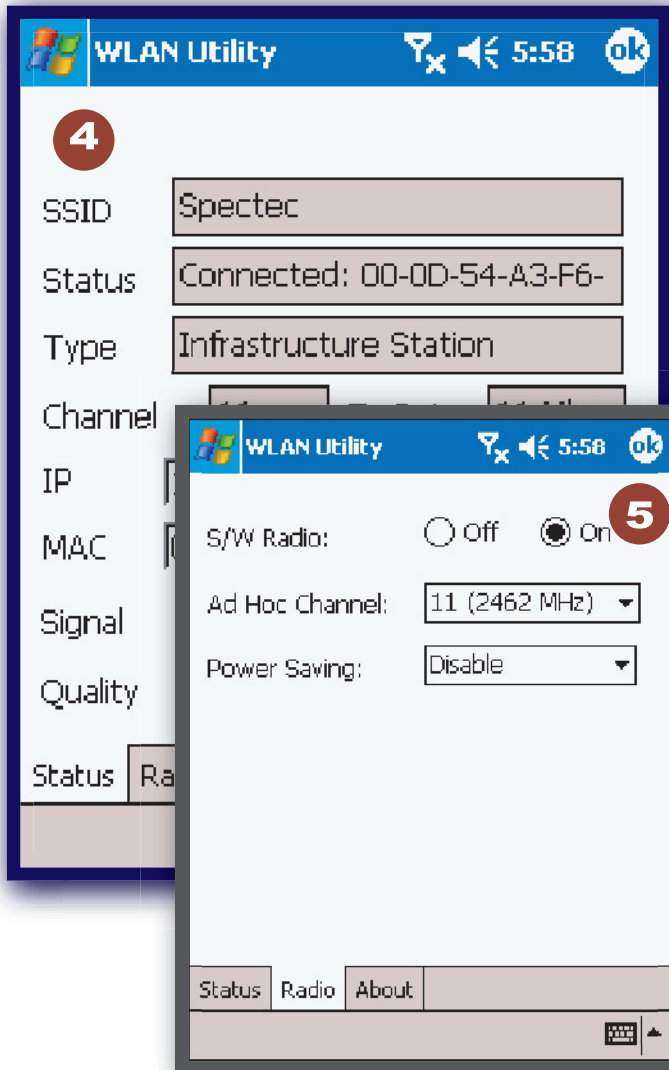 WLAN Utility 5:58 ok
4
SSID Spectec
Status Connected: 00-0D-54-A3-F6-
Type Infrastructure Station
Channel
IP
MAC
Signal
Quality
Status Ra
WLAN Utility 5:58 ok
5
S/W Radio: Off On
Ad Hoc Channel: 11 (2462 MHz)
Power Saving: Disable
Status Radio About